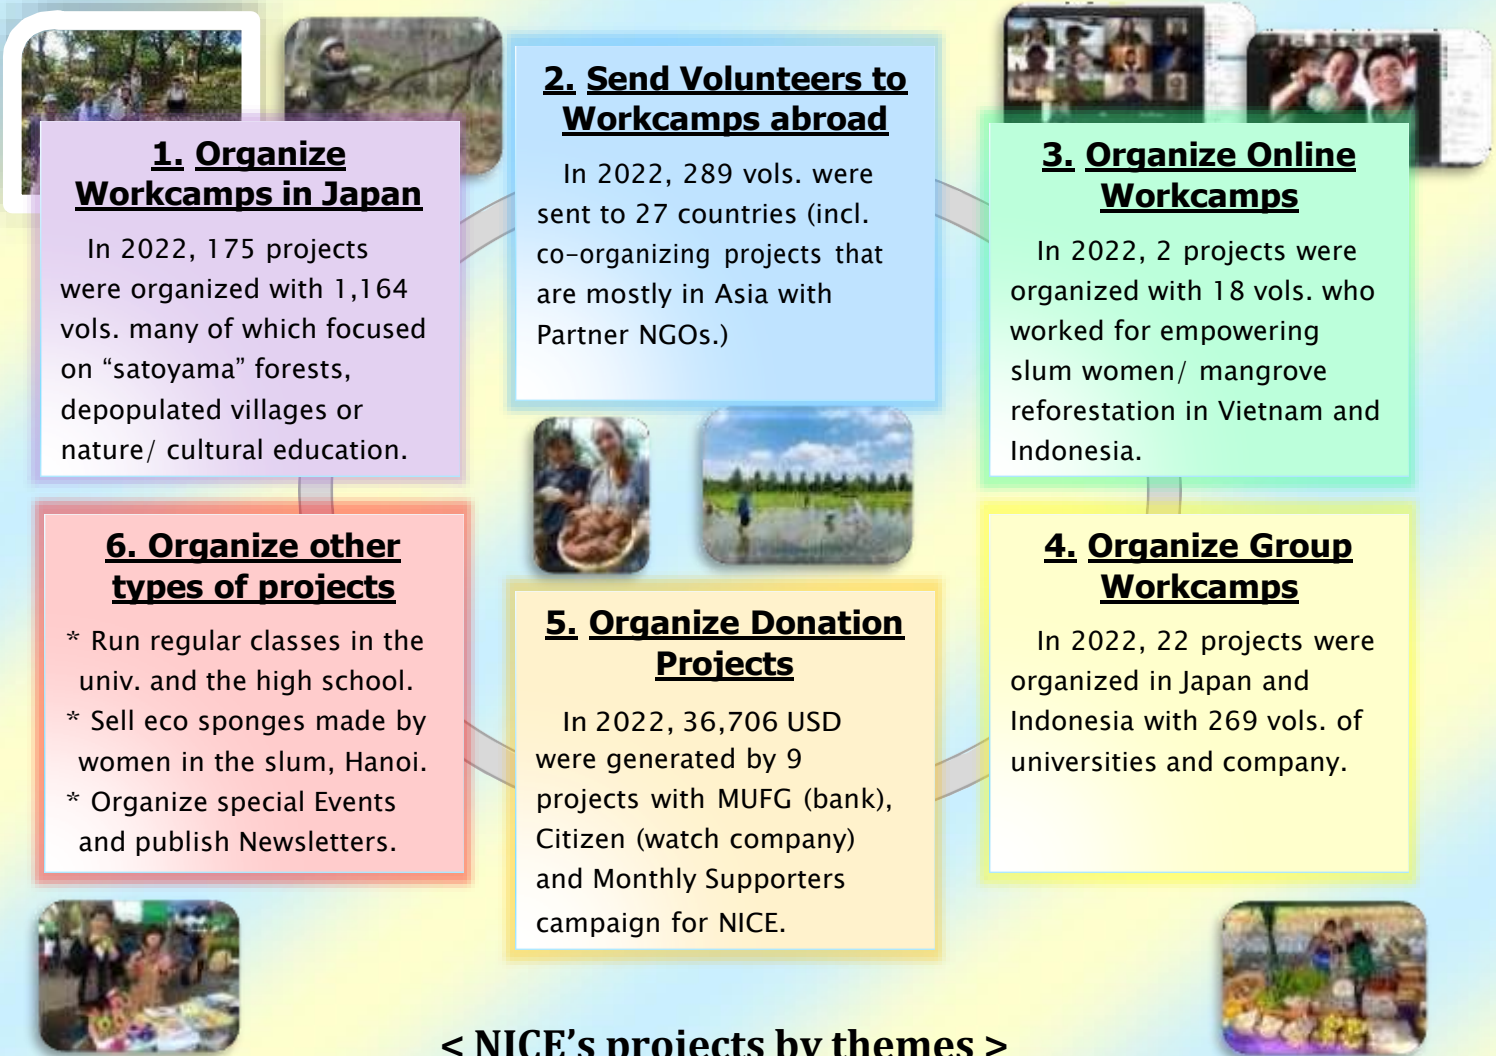 1. Organize
Workcamps in Japan
In 2022, 175 projects
were organized with 1,164
vols. many of which focused
on “satoyama” forests,
depopulated villages or
nature/ cultural education.
2. Send Volunteers to
Workcamps abroad
In 2022, 289 vols. were
sent to 27 countries (incl.
co-organizing projects that
are mostly in Asia with
Partner NGOs.)
3. Organize Online
Workcamps
In 2022, 2 projects were
organized with 18 vols. who
worked for empowering
slum women/ mangrove
reforestation in Vietnam and
Indonesia.
4. Organize Group
Workcamps
In 2022, 22 projects were
organized in Japan and
Indonesia with 269 vols. of
universities and company.
5. Organize Donation
Projects
In 2022, 36,706 USD
were generated by 9
projects with MUFG (bank),
Citizen (watch company)
and Monthly Supporters
campaign for NICE.
6. Organize other
types of projects
* Run regular classes in the
univ. and the high school.
* Sell eco sponges made by
women in the slum, Hanoi.
* Organize special Events
and publish Newsletters.
< NICE’s projects by themes >